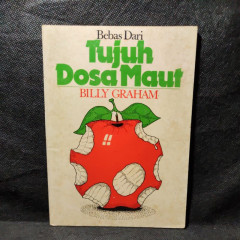 Bebas Dari
Tujuh
Dosa Maut
BILLY GRAHAM